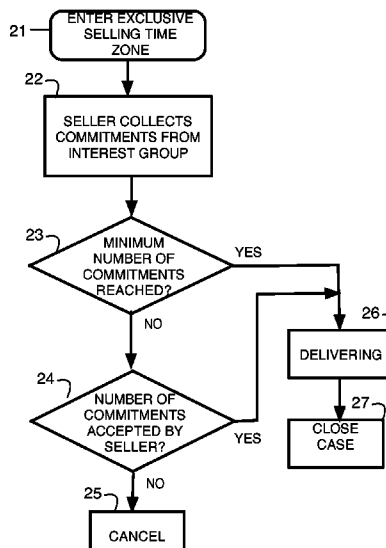 21
ENTER EXCLUSIVE
SELLING TIME
ZONE
22
SELLER COLLECTS
COMMITMENTS FROM
INTEREST GROUP
23
MINIMUM
NUMBER OF
COMMITMENTS
REACHED?
YES
NO
24
NUMBER OF
COMMITMENTS
ACCEPTED BY
SELLER?
YES
NO
25
CANCEL
26
DELIVERING
27
CLOSE
CASE